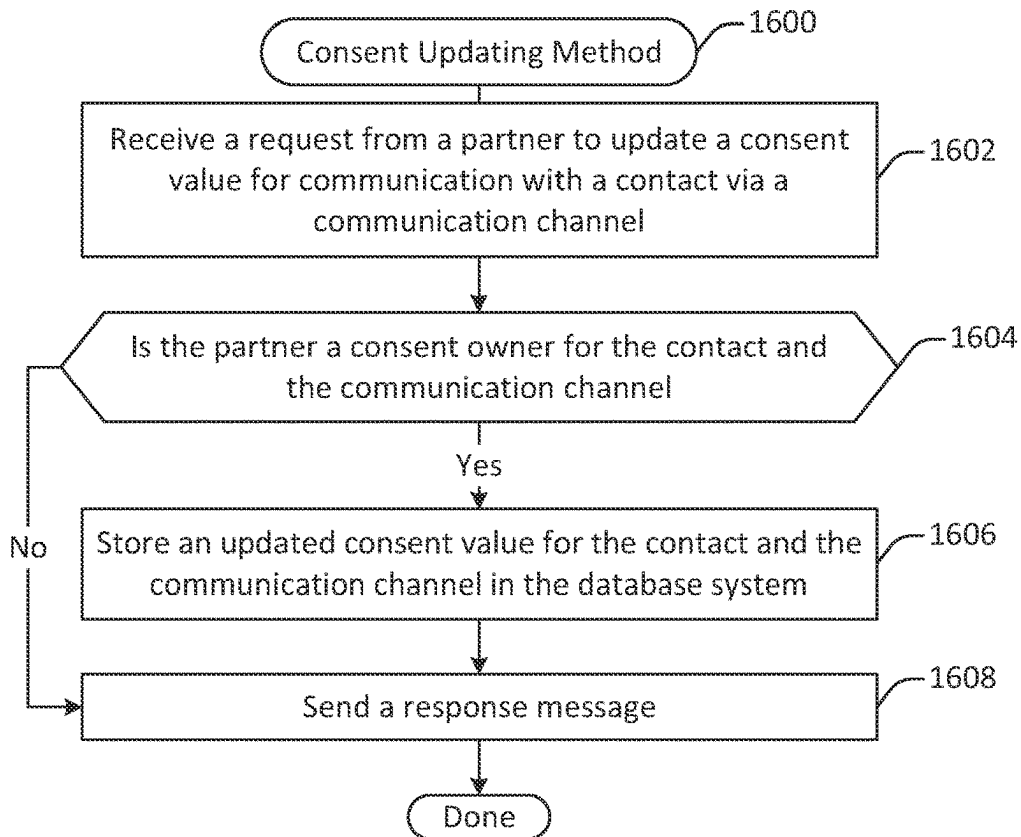 1600
Consent Updating Method
Receive a request from a partner to update a consent
value for communication with a contact via a
communication channel
1602
Is the partner a consent owner for the contact and
the communication channel
1604
Yes
No
Store an updated consent value for the contact and the
communication channel in the database system
1606
Send a response message
1608
Done